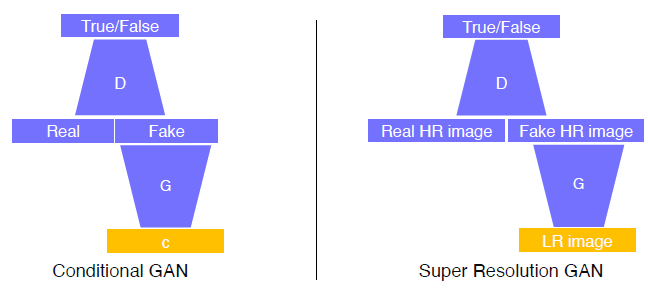 True/False
D
Real
Fake
G
c
Conditional GAN
True/False
D
Real HR image
Fake HR image
G
LR image
Super Resolution GAN